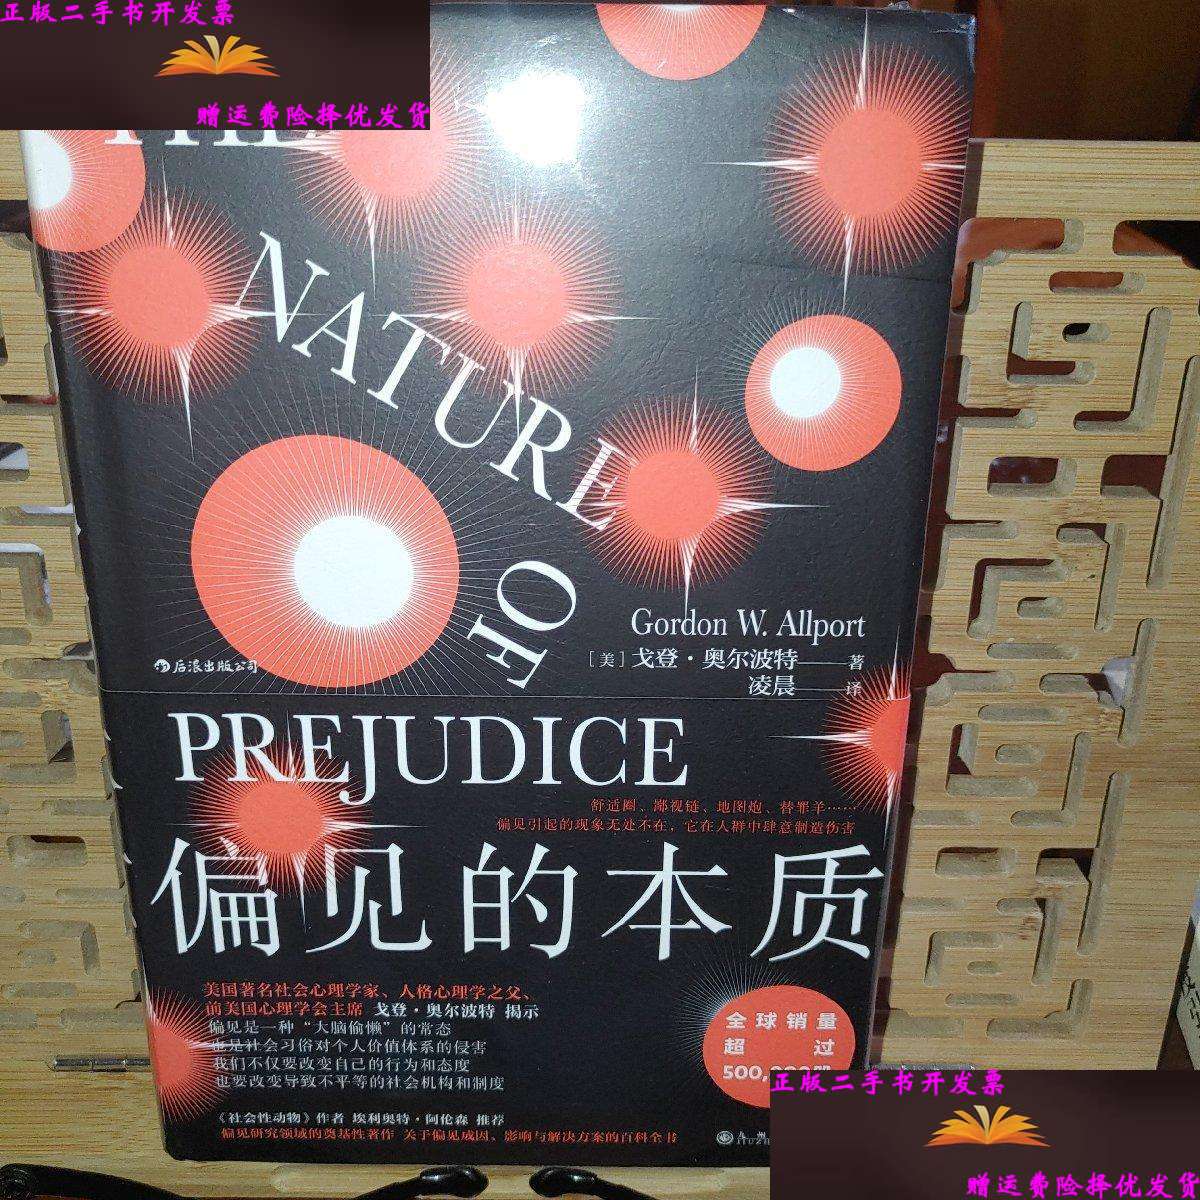 正版二手书开发票
赠运费险择优发货
THE
NATURE
OF
Gordon W. Allport
[美]戈登·奥尔波特——著
凌晨——译
后浪出版公司
PREJUDICE
舒适圈、鄙视链、地图炮、替罪羊……
偏见引起的现象无处不在，它在人群中肆意制造伤害
偏见的本质
美国著名社会心理学家、人格心理学之父、
前美国心理学会主席 戈登·奥尔波特 揭示
偏见是一种“大脑偷懒”的常态
也是社会习俗对个人价值体系的侵害
我们不仅要改变自己的行为和态度
也要改变导致不平等的社会机构和制度
全球销量
超过
《社会性动物》作者 埃利奥特·阿伦森 推荐
偏见研究领域的奠基性著作 关于偏见成因、影响与解决方案的百科全书
正版二手书开发票
赠运费险择优发货